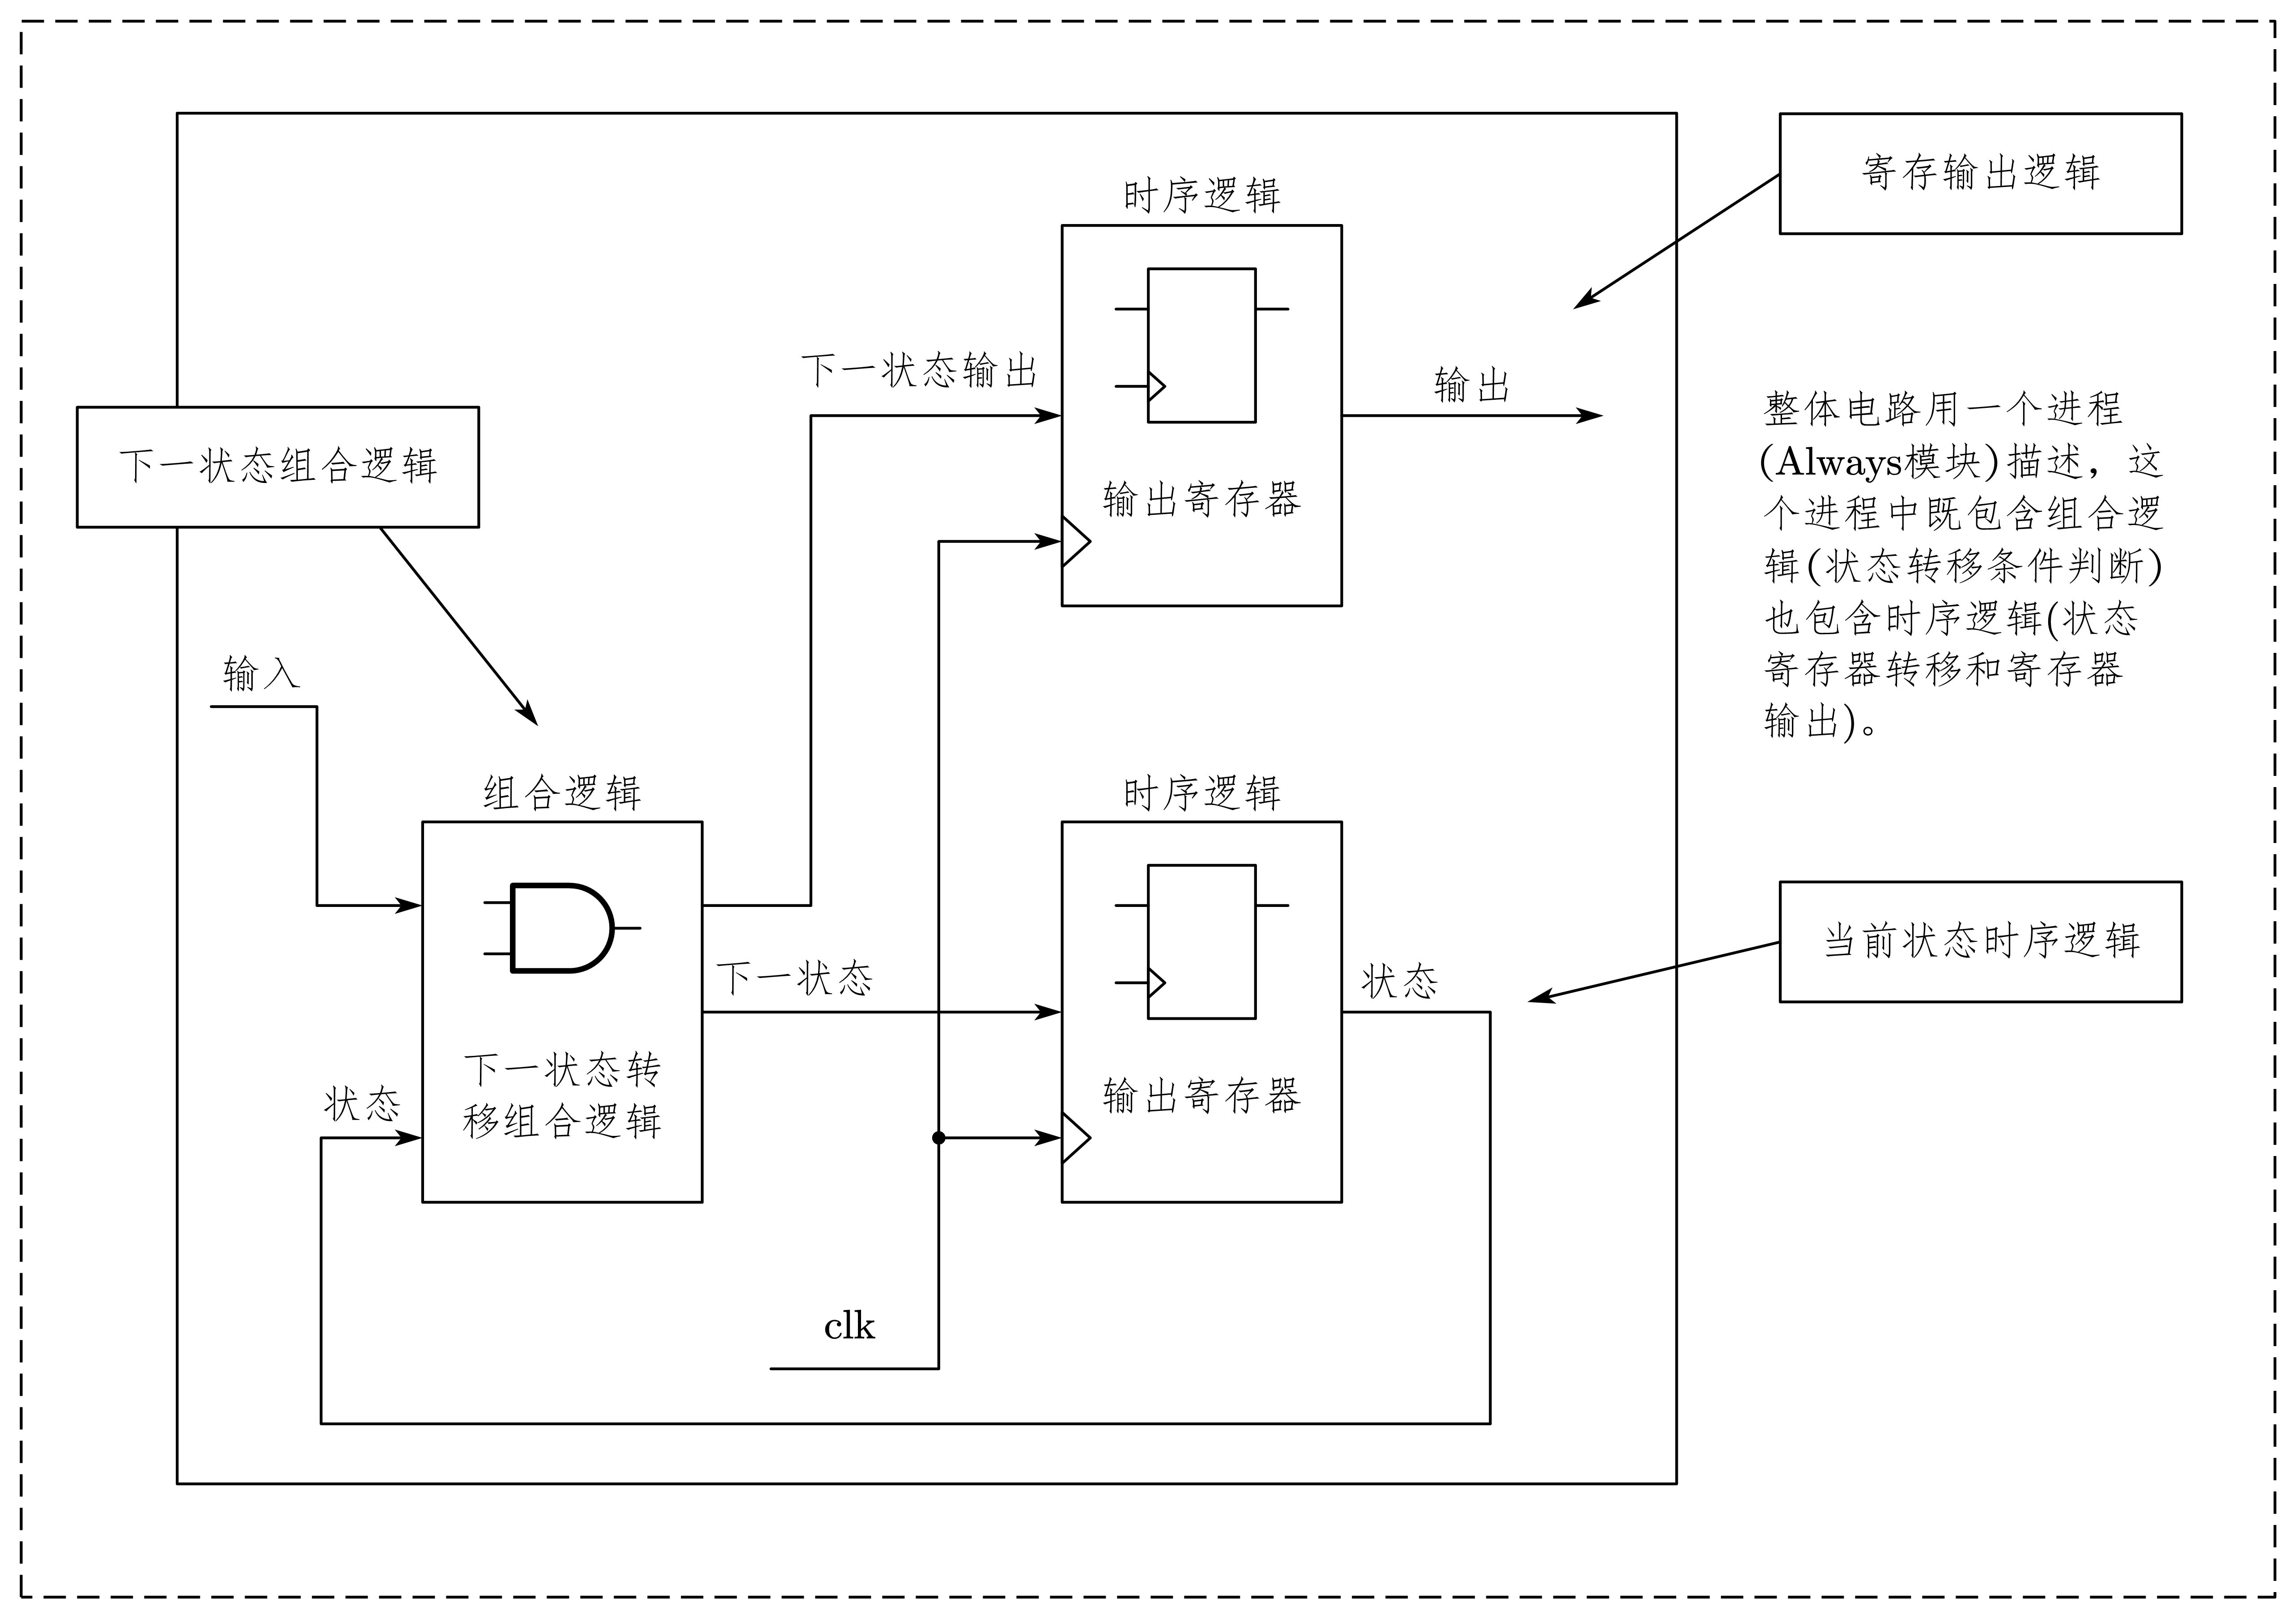 时序逻辑
寄存输出逻辑
下一状态输出
输出
下一状态组合逻辑
输出寄存器
整体电路用一个进程
(Always模块)描述，这
个进程中既包含组合逻
辑(状态转移条件判断)
也包含时序逻辑(状态
寄存器转移和寄存器
输出)。
输入
组合逻辑
时序逻辑
当前状态时序逻辑
下一状态
状态
下一状态转
移组合逻辑
状态
输出寄存器
clk